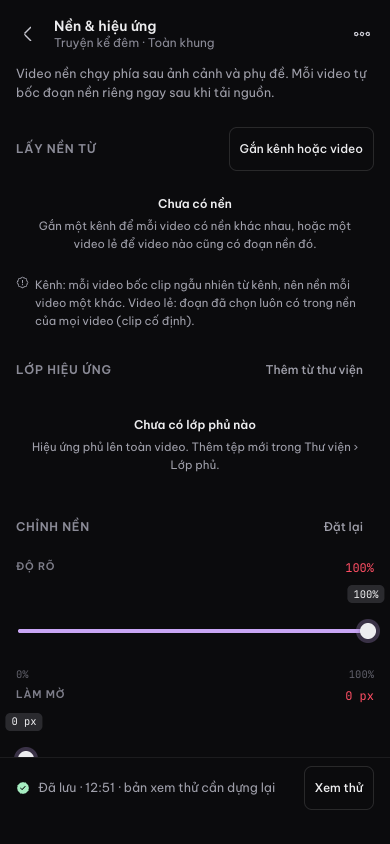 Nền & hiệu ứng
Truyện kể đêm · Toàn khung
Video nền chạy phía sau ảnh cảnh và phụ đề. Mỗi video tự
bốc đoạn nền riêng ngay sau khi tải nguồn.
LẤY NỀN TỪ
Gắn kênh hoặc video
Chưa có nền
Gắn một kênh để mỗi video có nền khác nhau, hoặc một
video lẻ để video nào cũng có đoạn nền đó.
Kênh: mỗi video bốc clip ngẫu nhiên từ kênh, nên nền mỗi
video một khác. Video lẻ: đoạn đã chọn luôn có trong nền
của mọi video (clip cố định).
LỚP HIỆU ỨNG
Thêm từ thư viện
Chưa có lớp phủ nào
Hiệu ứng phủ lên toàn video. Thêm tệp mới trong Thư viện ›
Lớp phủ.
CHỈNH NỀN
Đặt lại
ĐỘ RÕ
100%
100%
0%
100%
LÀM MỜ
0 px
0 px
Đã lưu · 12:51 · bản xem thử cần dựng lại
Xem thử